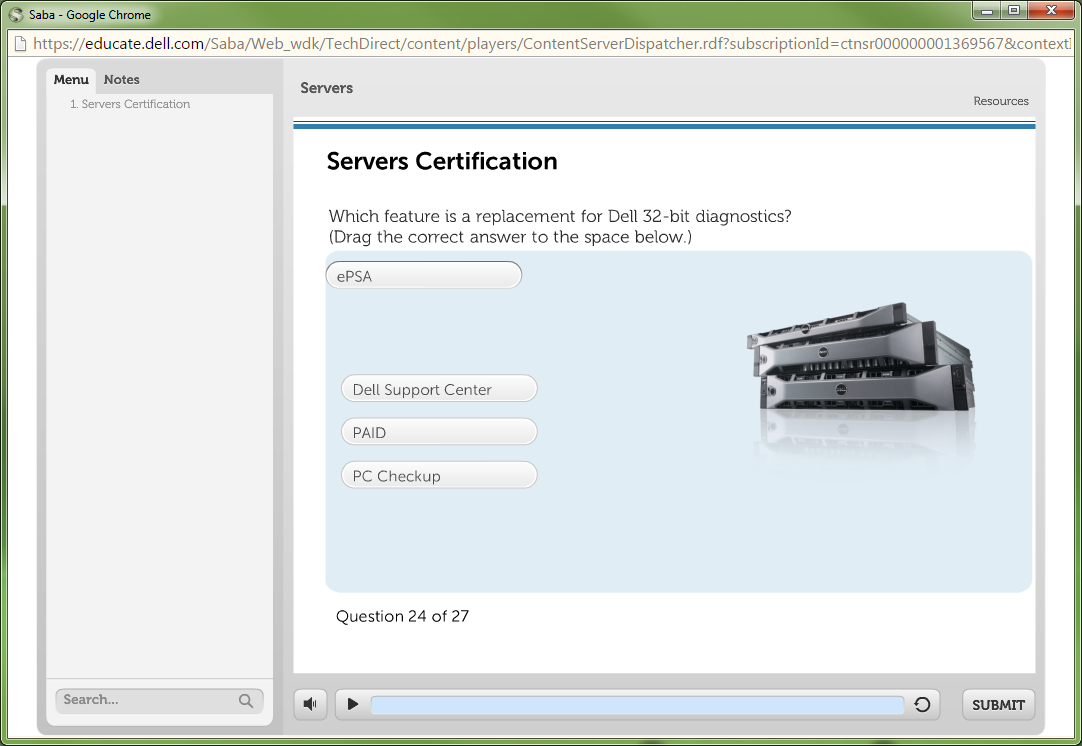 Saba - Google Chrome
https://educate.dell.com/Saba/Web_wdk/TechDirect/content/players/ContentServerDispatcher.rdf?subscriptionId=ctnsr000000001369567&context
Menu Notes
1. Servers Certification
Servers
Resources
Servers Certification
Which feature is a replacement for Dell 32-bit diagnostics?
(Drag the correct answer to the space below.)
ePSA
Dell Support Center
PAID
PC Checkup
Question 24 of 27
Search...
SUBMIT